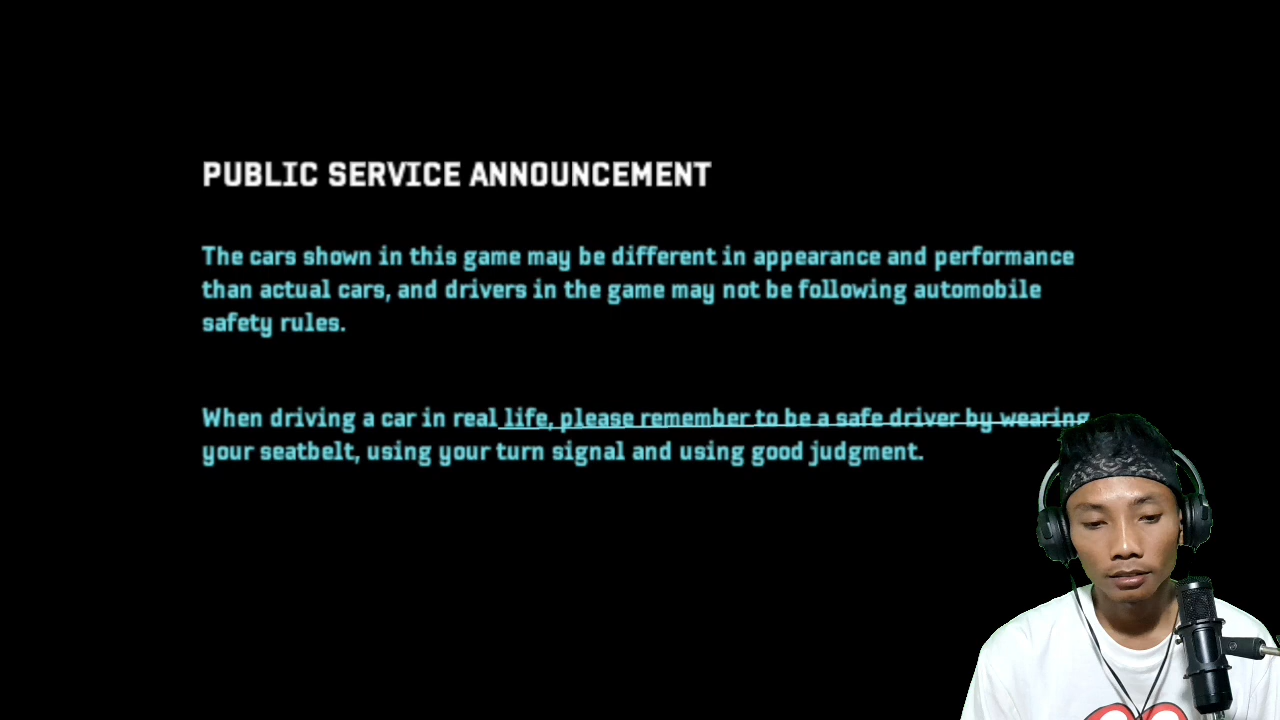 PUBLIC SERVICE ANNOUNCEMENT
The cars shown in this game may be different in appearance and performance
than actual cars, and drivers in the game may not be following automobile
safety rules.
When driving a car in real life, please remember to be a safe driver by wearing
your seatbelt, using your turn signal and using good judgment.